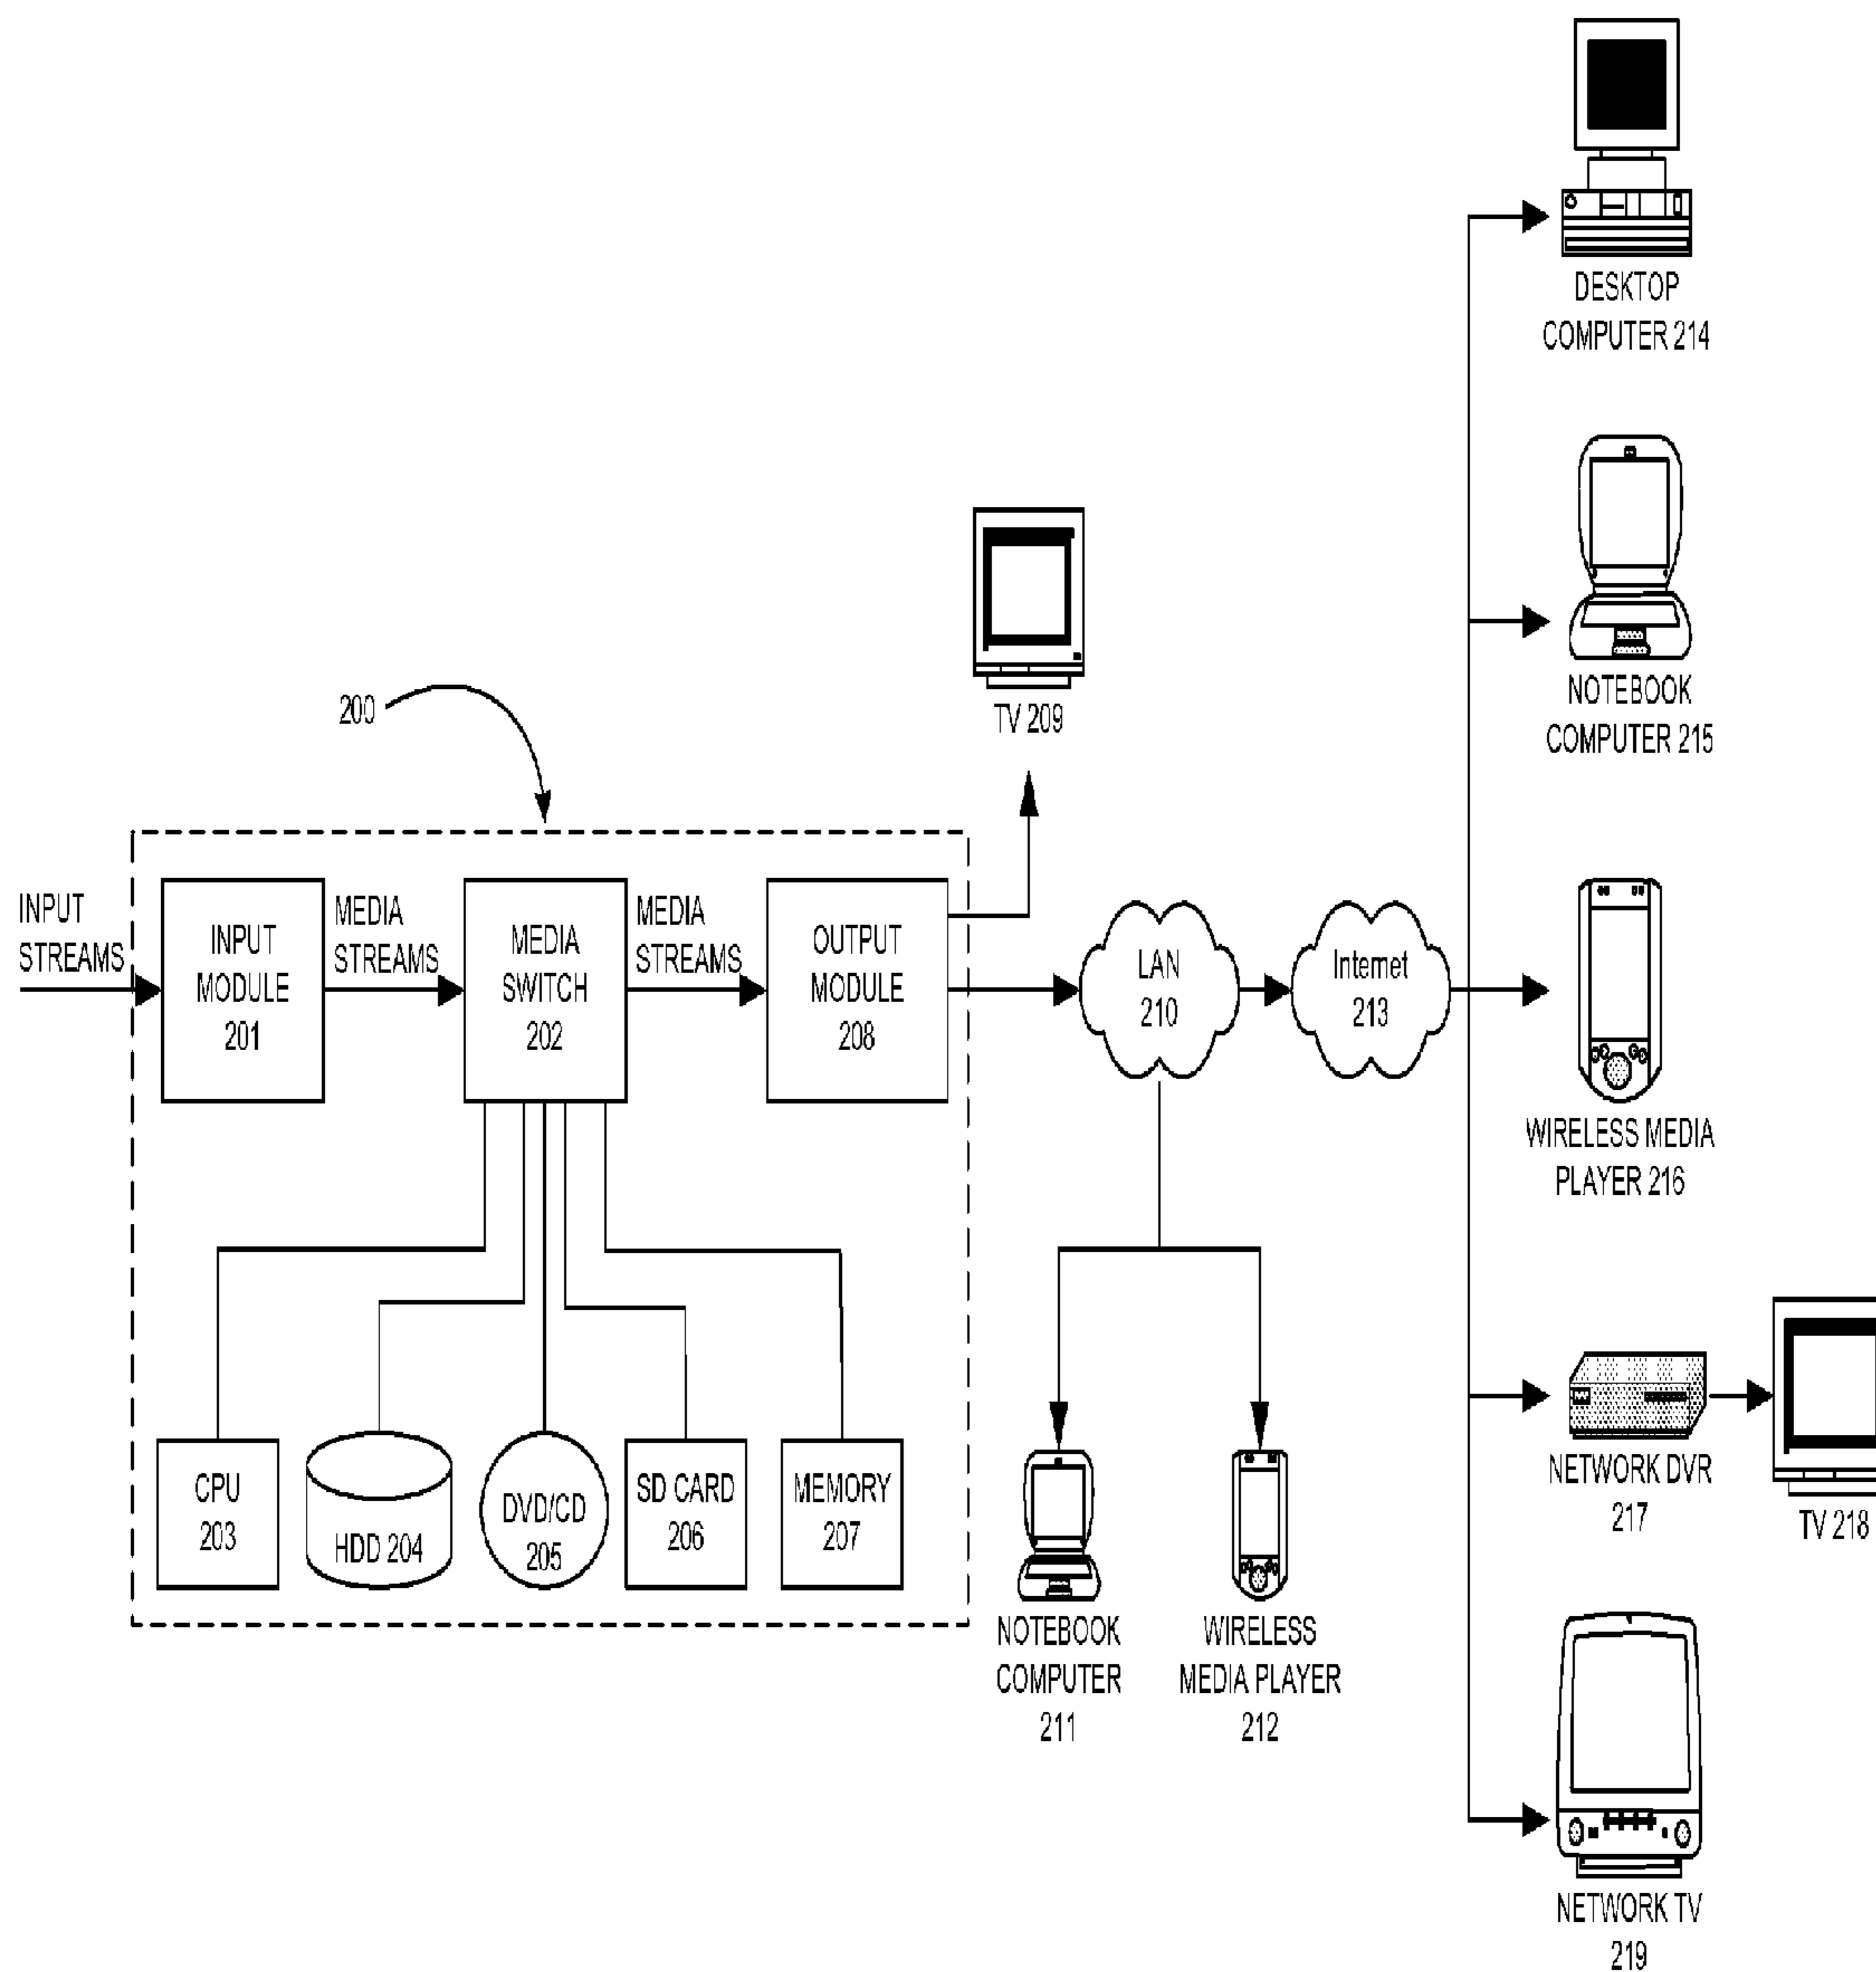 DESKTOP
COMPUTER 214
NOTEBOOK
COMPUTER 215
TV 209
200
INPUT
STREAMS
INPUT
MODULE
201
MEDIA
STREAMS
MEDIA
SWITCH
202
MEDIA
STREAMS
OUTPUT
MODULE
208
LAN
210
Internet
213
WIRELESS MEDIA
PLAYER 216
CPU
203
HDD 204
DVD/CD
205
SD CARD
206
MEMORY
207
NETWORK DVR
217
TV 218
NOTEBOOK
COMPUTER
211
WIRELESS
MEDIA PLAYER
212
NETWORK TV
219